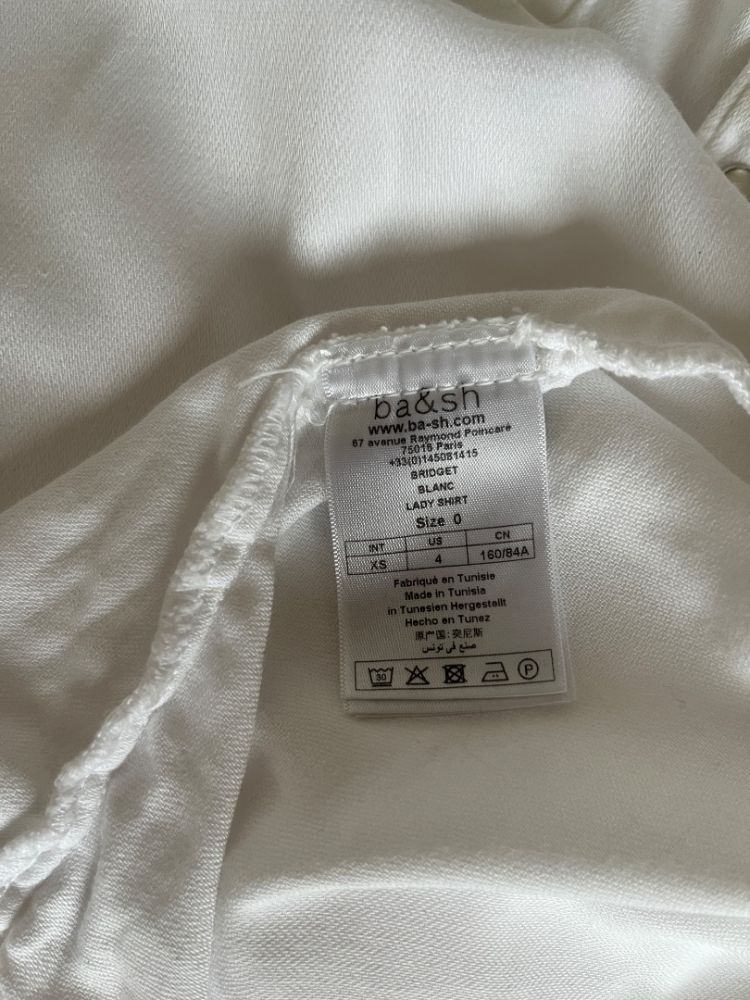 ba&sh
www.ba-sh.com
67 avenue Raymond Poincaré
75016 Paris
+33(0)145081415
BRIDGET
BLANC
LADY SHIRT
Size 0
INT US CN
XS 4 160/84A
Fabriqué en Tunisie
Made in Tunisia
in Tunesien Hergestellt
Hecho en Tunez
原产国:突尼斯
صنع في تونس
30 P